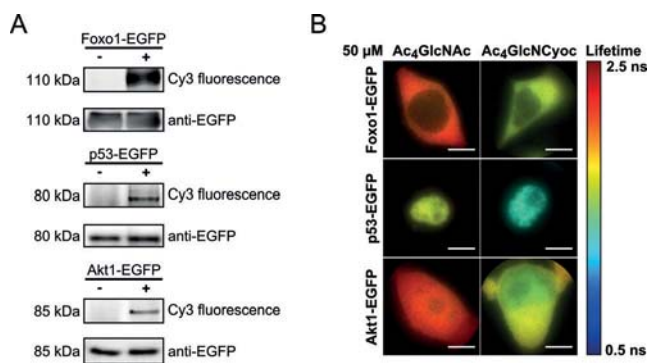 A
Foxo1-EGFP
- +
110 kDa Cy3 fluorescence
110 kDa anti-EGFP
p53-EGFP
- +
80 kDa Cy3 fluorescence
80 kDa anti-EGFP
Akt1-EGFP
- +
85 kDa Cy3 fluorescence
85 kDa anti-EGFP
B
50 µM Ac₄GlcNAc Ac₄GlcNCyoc Lifetime
2.5 ns
Foxo1-EGFP
p53-EGFP
Akt1-EGFP
0.5 ns